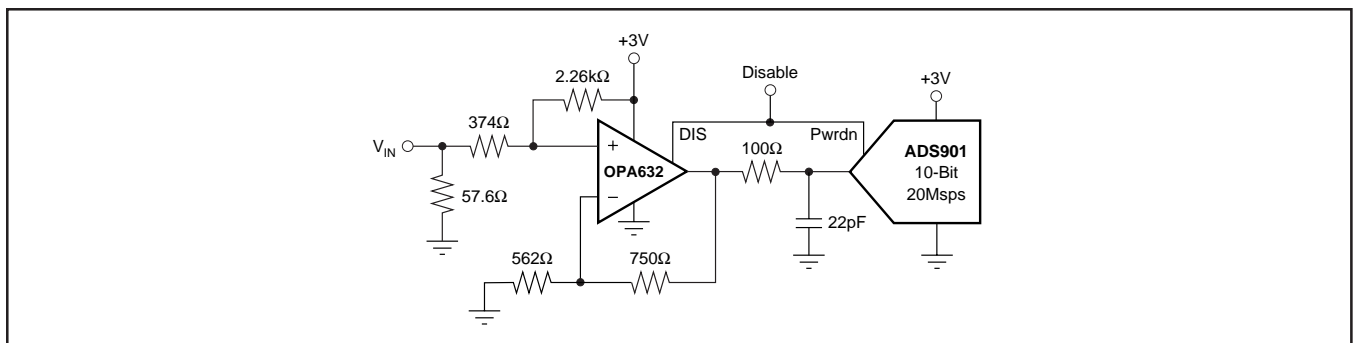 +3V
Disable
+3V
2.26kΩ
374Ω
DIS
Pwrdn
V_IN
+
OPA632
−
100Ω
ADS901
10-Bit
20Msps
57.6Ω
22pF
562Ω
750Ω